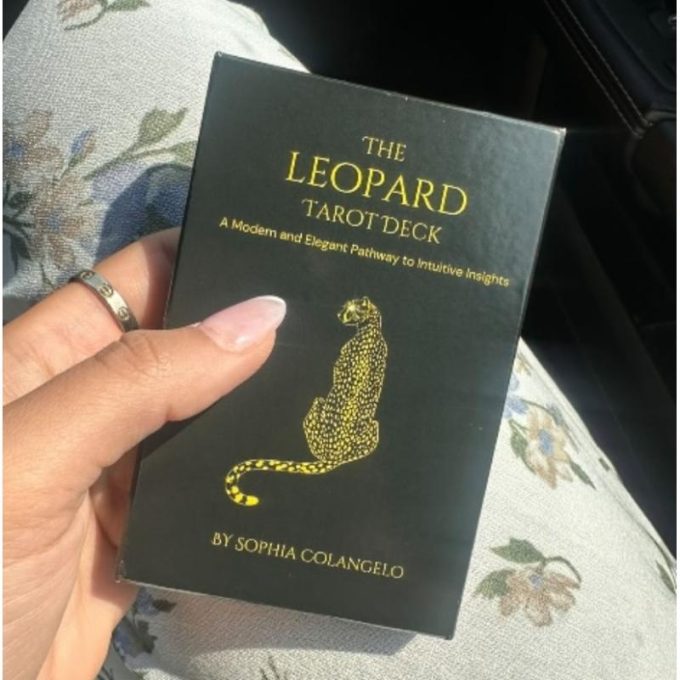 THE
LEOPARD
TAROT DECK
A Modern and Elegant Pathway to Intuitive Insights
BY SOPHIA COLANGELO